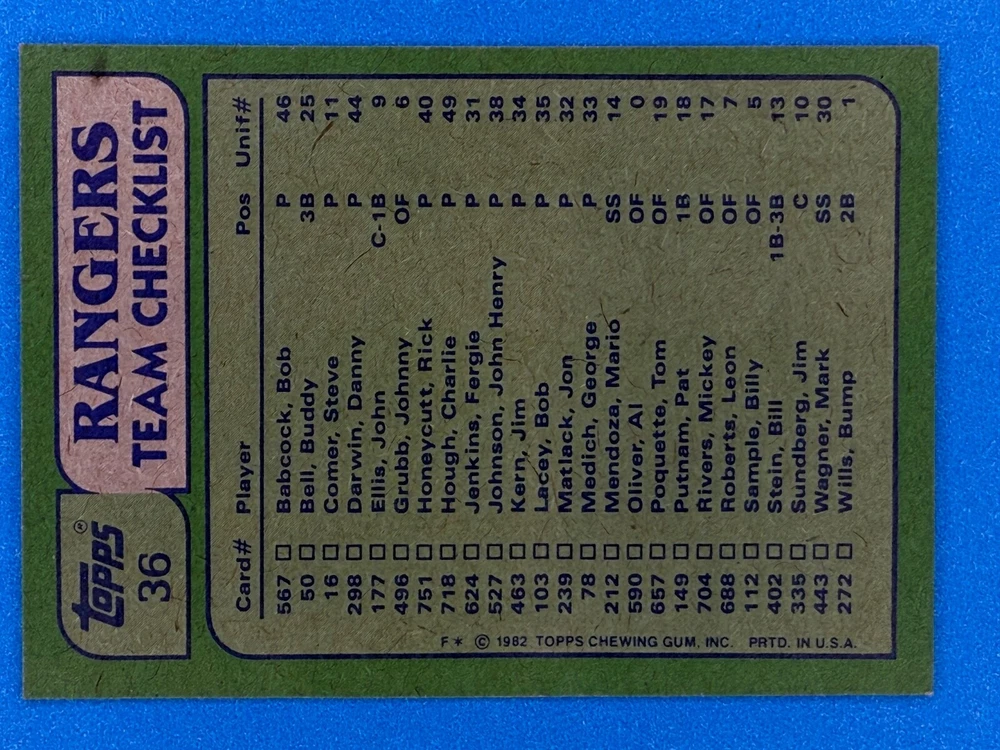 Topps®
36
RANGERS
TEAM CHECKLIST
Card# Player Pos Unif#
567 □ Babcock, Bob P 46
50 □ Bell, Buddy 3B 25
16 □ Comer, Steve P 11
298 □ Darwin, Danny P 44
177 □ Ellis, John C-1B 9
496 □ Grubb, Johnny OF 6
751 □ Honeycutt, Rick P 40
718 □ Hough, Charlie P 49
624 □ Jenkins, Fergie P 31
527 □ Johnson, John Henry P 38
463 □ Kern, Jim P 34
103 □ Lacey, Bob P 35
239 □ Matlack, Jon P 32
78 □ Medich, George P 33
212 □ Mendoza, Mario SS 14
590 □ Oliver, Al OF 0
657 □ Poquette, Tom OF 19
149 □ Putnam, Pat 1B 18
704 □ Rivers, Mickey OF 17
688 □ Roberts, Leon OF 7
112 □ Sample, Billy OF 5
402 □ Stein, Bill 1B-3B 13
335 □ Sundberg, Jim C 10
443 □ Wagner, Mark SS 30
272 □ Wills, Bump 2B 1
F* © 1982 TOPPS CHEWING GUM, INC. PRTD. IN U.S.A.